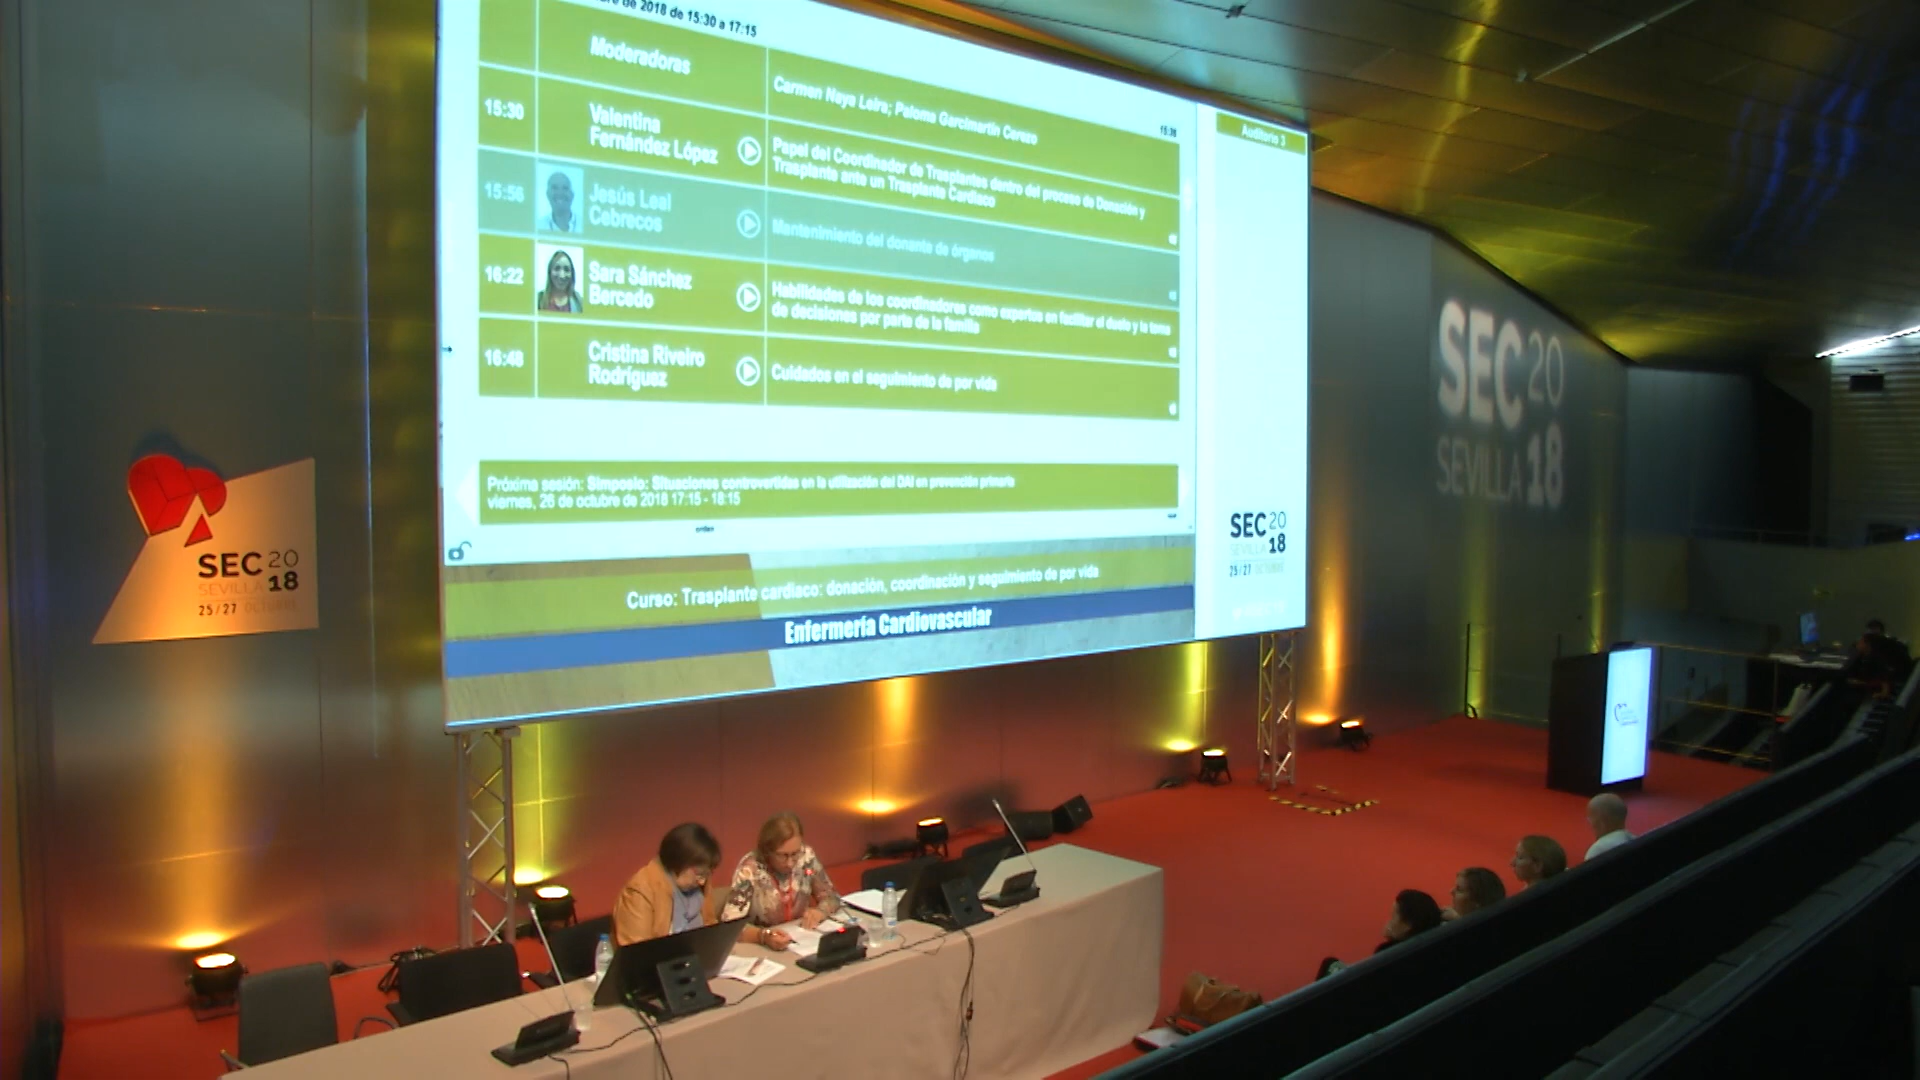 de 2018 de 15:30 a 17:15
Moderadoras
Carmen Naya Leira; Paloma Garcimartín Cerezo
15:30
Valentina
Fernández López
Papel del Coordinador de Trasplantes dentro del proceso de Donación y
Trasplante ante un Trasplante Cardiaco
15:56
Jesús Leal
Cebrecos
Mantenimiento del donante de órganos
16:22
Sara Sánchez
Bercedo
Habilidades de los coordinadores como expertos en facilitar el duelo y la toma
de decisiones por parte de la familia
16:48
Cristina Riveiro
Rodríguez
Cuidados en el seguimiento de por vida
Próxima sesión: Simposio: Situaciones controvertidas en la utilización del DAI en prevención primaria
viernes, 26 de octubre de 2018 17:15 - 18:15
Curso: Trasplante cardiaco: donación, coordinación y seguimiento de por vida
Enfermería Cardiovascular
15:38
Auditorio 3
SEC 20
SEVILLA 18
25/27 OCTUBRE
SEC 20
SEVILLA 18
25/27 OCTUBRE
SEC 20
SEVILLA 18